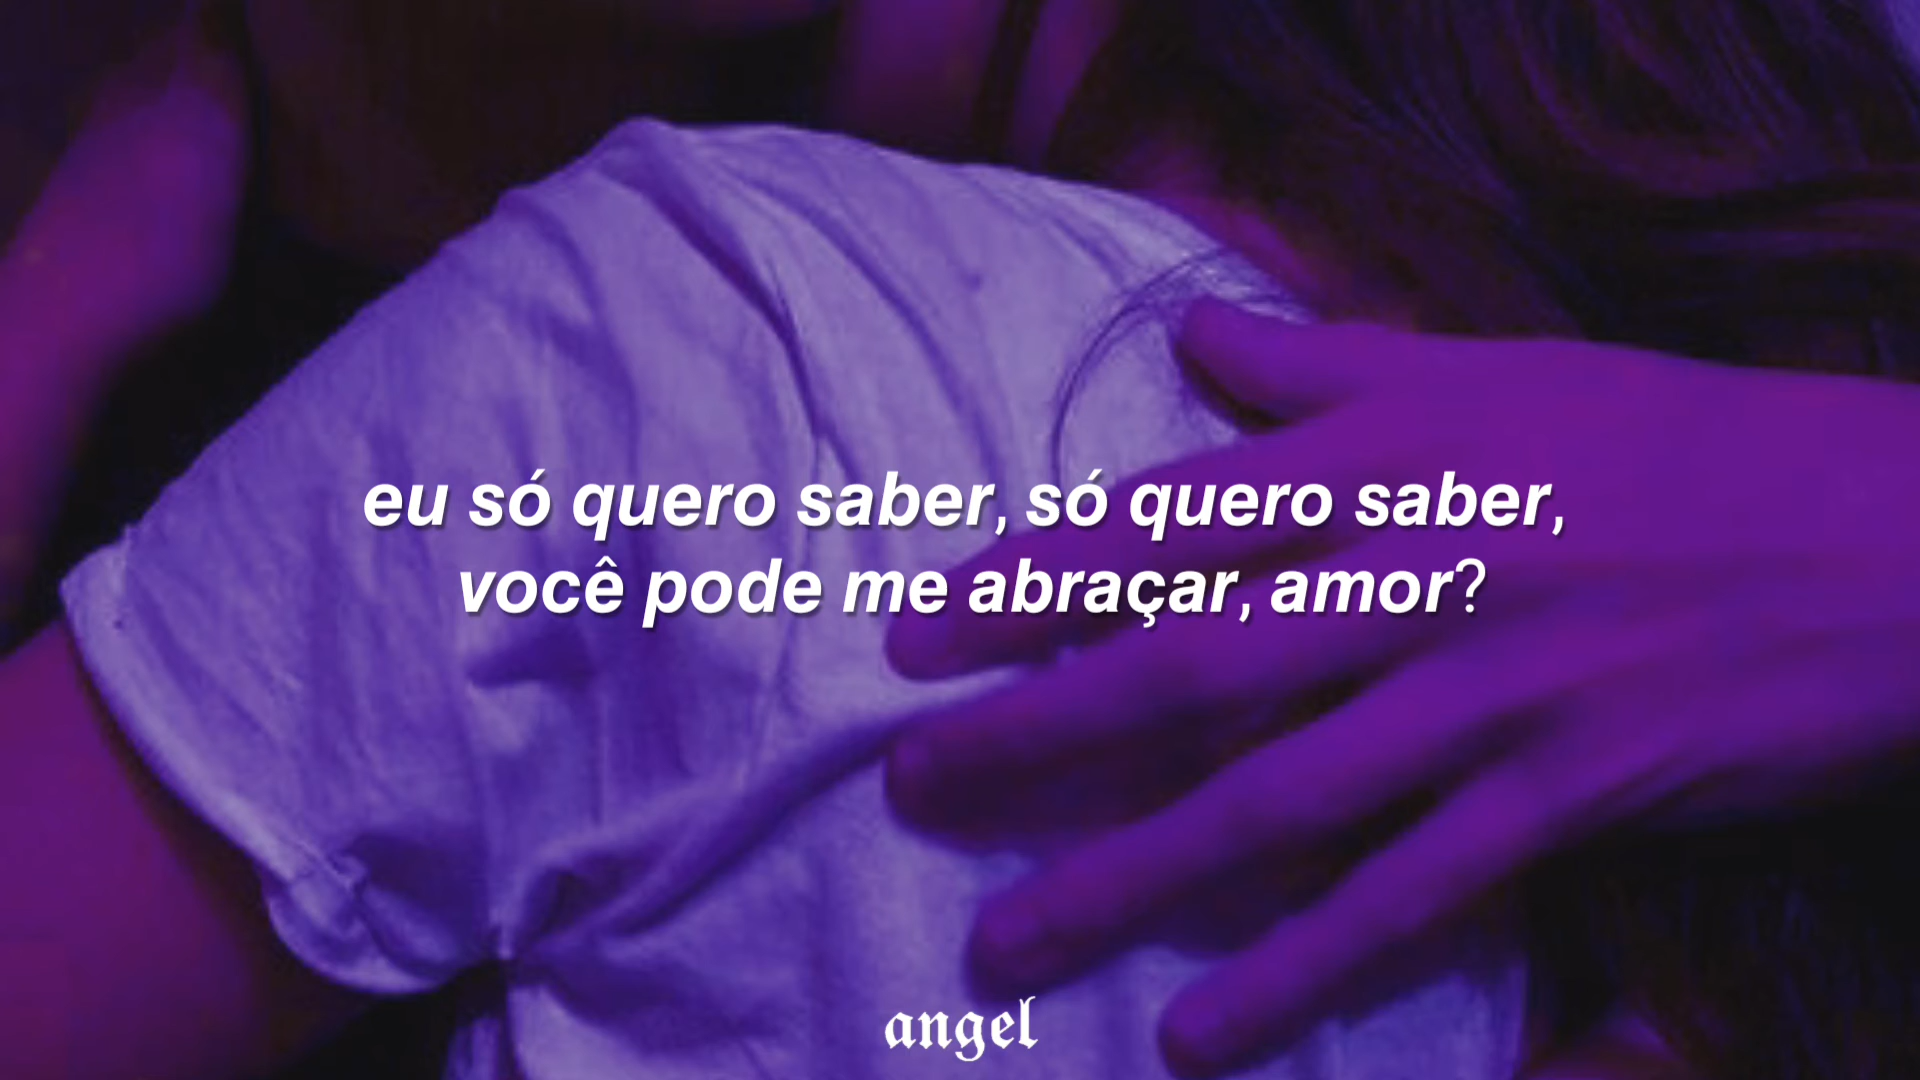 eu só quero saber, só quero saber,
você pode me abraçar, amor?
angel